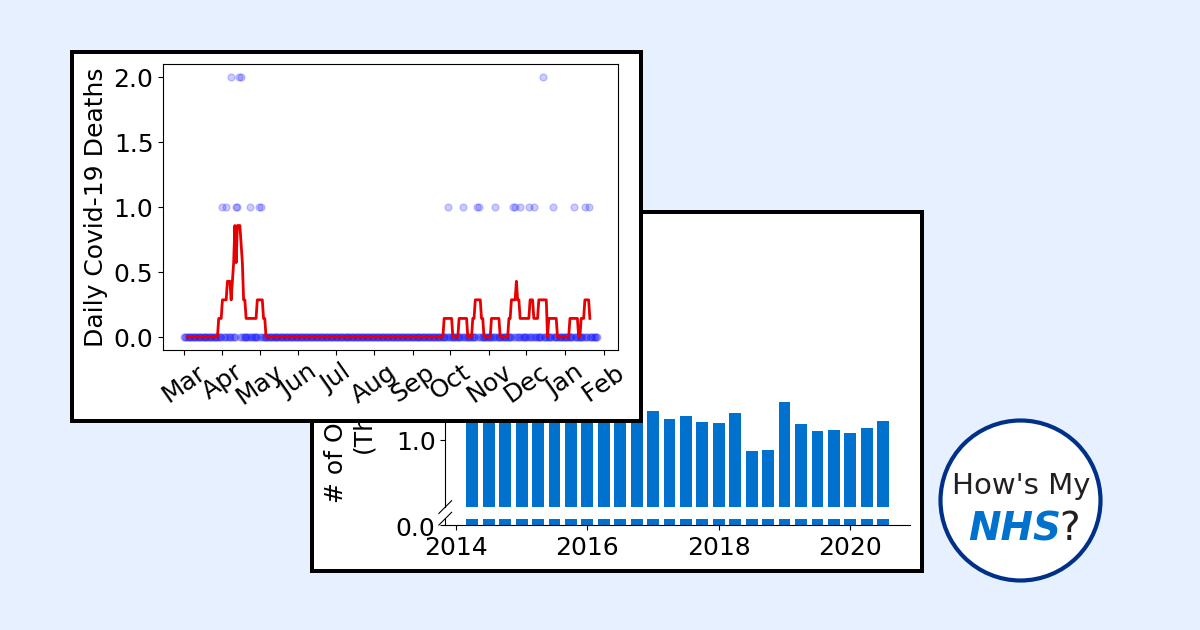 Daily Covid-19 Deaths
2.0
1.5
1.0
0.5
0.0
Mar Apr May Jun Jul Aug Sep Oct Nov Dec Jan Feb
# of O
(Th
1.0
0.0
2014 2016 2018 2020
How's My
NHS?